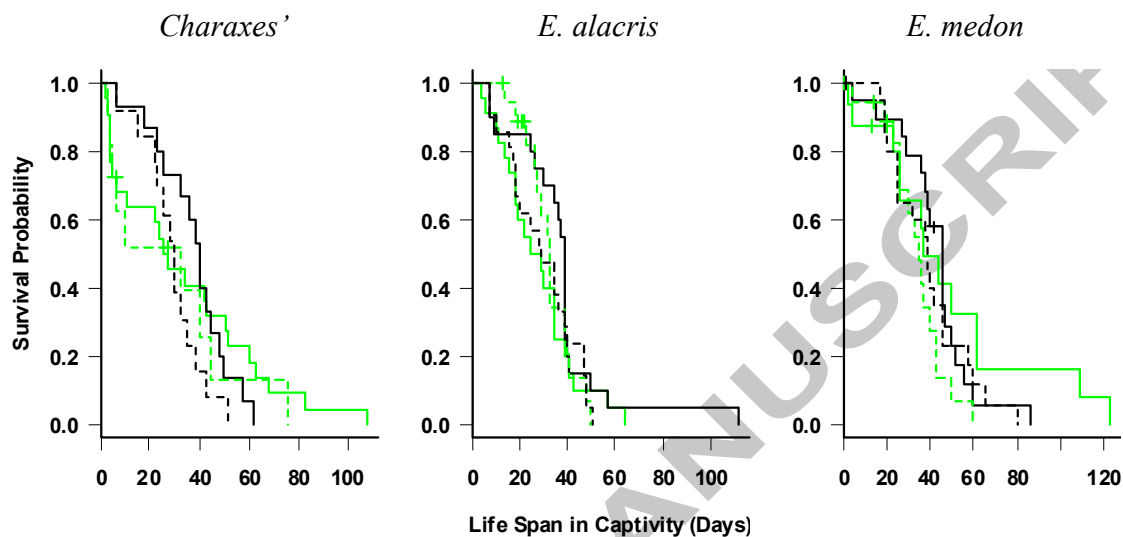 Charaxes’ E. alacris E. medon
1.0 1.0 1.0
0.8 0.8 0.8
0.6 0.6 0.6
0.4 0.4 0.4
0.2 0.2 0.2
0.0 0.0 0.0
Survival Probability
0 20 40 60 80 100 0 20 40 60 80 100 0 20 40 60 80 120
Life Span in Captivity (Days)
ANUSCRIP